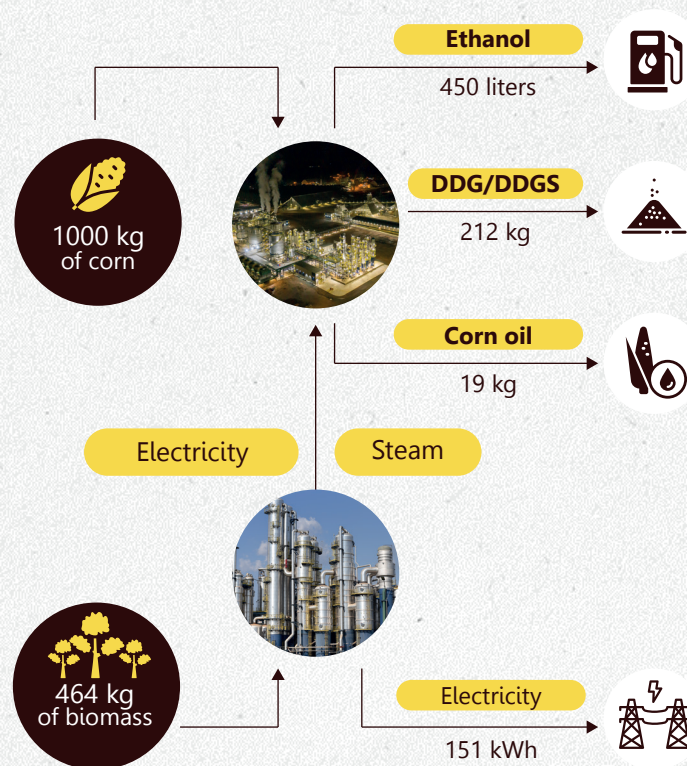 Ethanol
450 liters
1000 kg
of corn
DDG/DDGS
212 kg
Corn oil
19 kg
Electricity
Steam
464 kg
of biomass
Electricity
151 kWh